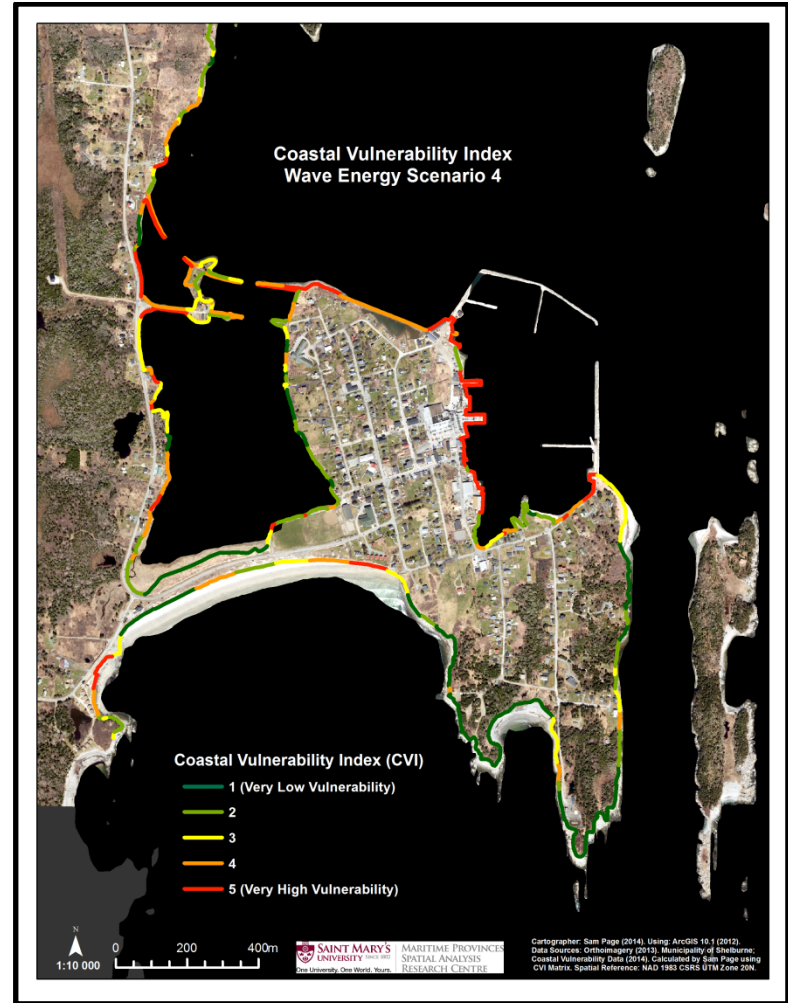 Coastal Vulnerability Index
Wave Energy Scenario 4
Coastal Vulnerability Index (CVI)
1 (Very Low Vulnerability)
2
3
4
5 (Very High Vulnerability)
N
1:10 000
0 200 400m
SAINT MARY'S
UNIVERSITY SINCE 1802
One University. One World. Yours.
MARITIME PROVINCES
SPATIAL ANALYSIS
RESEARCH CENTRE
Cartographer: Sam Page (2014). Using: ArcGIS 10.1 (2012).
Data Sources: Orthoimagery (2013). Municipality of Shelburne;
Coastal Vulnerability Data (2014). Calculated by Sam Page using
CVI Matrix. Spatial Reference: NAD 1983 CSRS UTM Zone 20N.